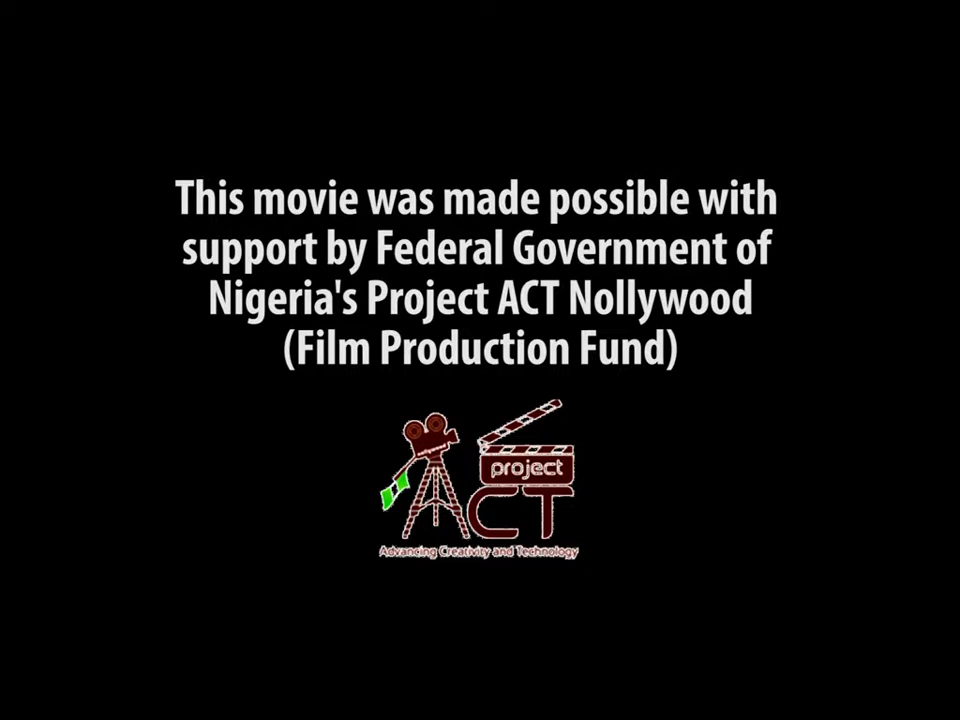 This movie was made possible with
support by Federal Government of
Nigeria's Project ACT Nollywood
(Film Production Fund)
project
ACT
Advancing Creativity and Technology